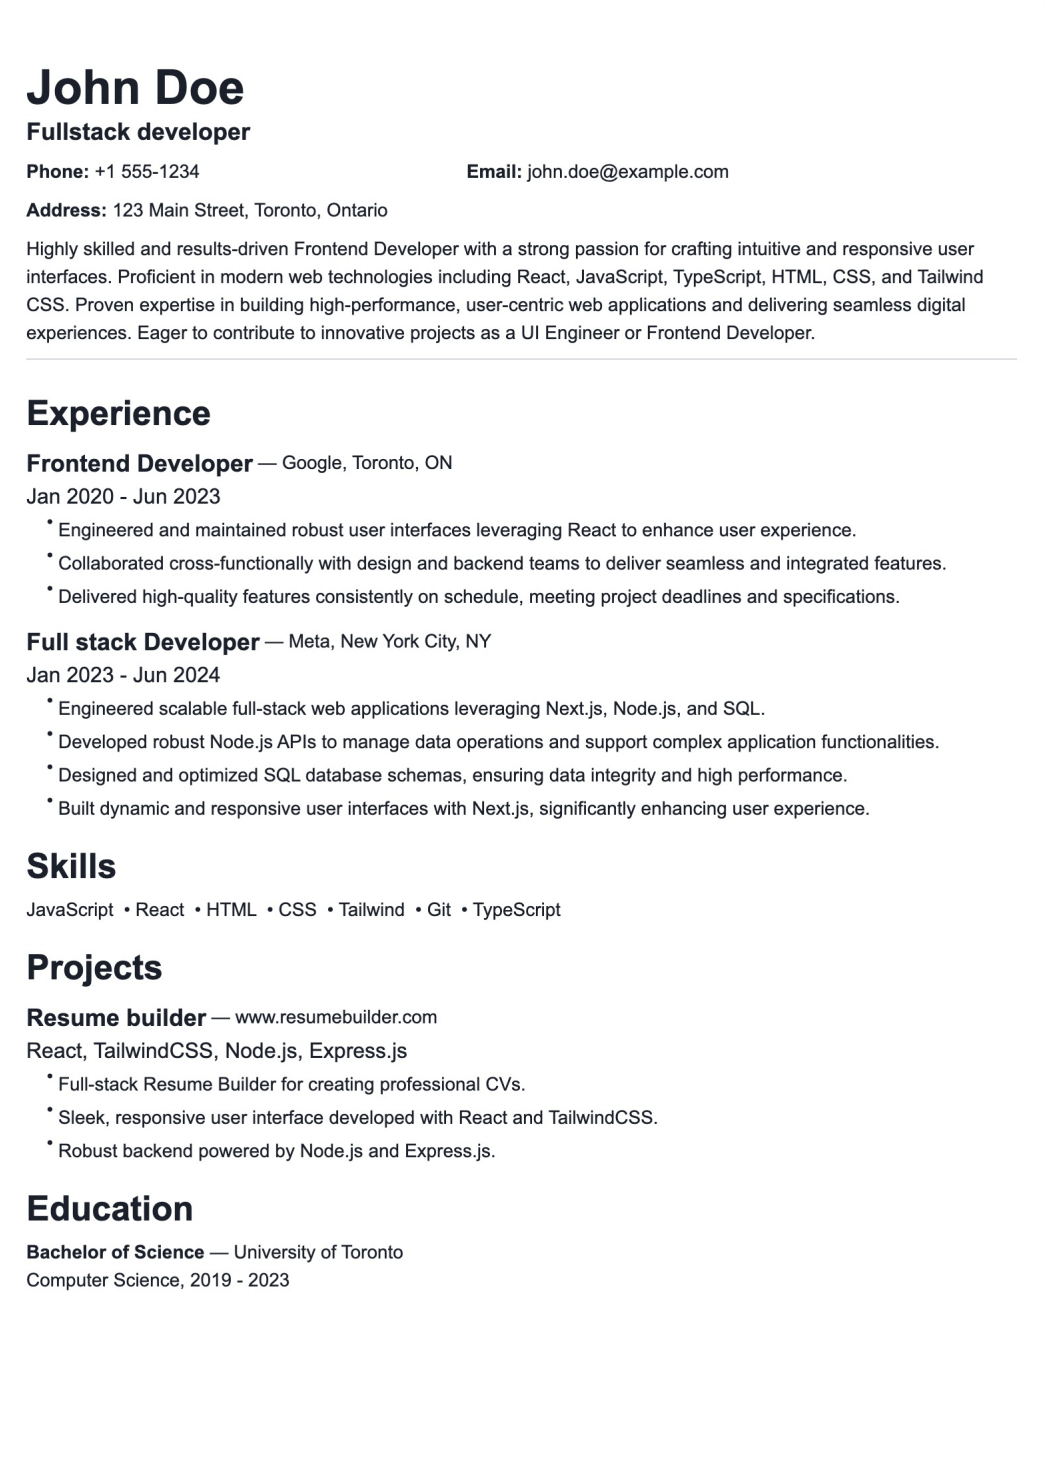 John Doe
Fullstack developer
Phone: +1 555-1234 Email: john.doe@example.com
Address: 123 Main Street, Toronto, Ontario
Highly skilled and results-driven Frontend Developer with a strong passion for crafting intuitive and responsive user
interfaces. Proficient in modern web technologies including React, JavaScript, TypeScript, HTML, CSS, and Tailwind
CSS. Proven expertise in building high-performance, user-centric web applications and delivering seamless digital
experiences. Eager to contribute to innovative projects as a UI Engineer or Frontend Developer.
Experience
Frontend Developer — Google, Toronto, ON
Jan 2020 - Jun 2023
• Engineered and maintained robust user interfaces leveraging React to enhance user experience.
• Collaborated cross-functionally with design and backend teams to deliver seamless and integrated features.
• Delivered high-quality features consistently on schedule, meeting project deadlines and specifications.
Full stack Developer — Meta, New York City, NY
Jan 2023 - Jun 2024
• Engineered scalable full-stack web applications leveraging Next.js, Node.js, and SQL.
• Developed robust Node.js APIs to manage data operations and support complex application functionalities.
• Designed and optimized SQL database schemas, ensuring data integrity and high performance.
• Built dynamic and responsive user interfaces with Next.js, significantly enhancing user experience.
Skills
JavaScript • React • HTML • CSS • Tailwind • Git • TypeScript
Projects
Resume builder — www.resumebuilder.com
React, TailwindCSS, Node.js, Express.js
• Full-stack Resume Builder for creating professional CVs.
• Sleek, responsive user interface developed with React and TailwindCSS.
• Robust backend powered by Node.js and Express.js.
Education
Bachelor of Science — University of Toronto
Computer Science, 2019 - 2023